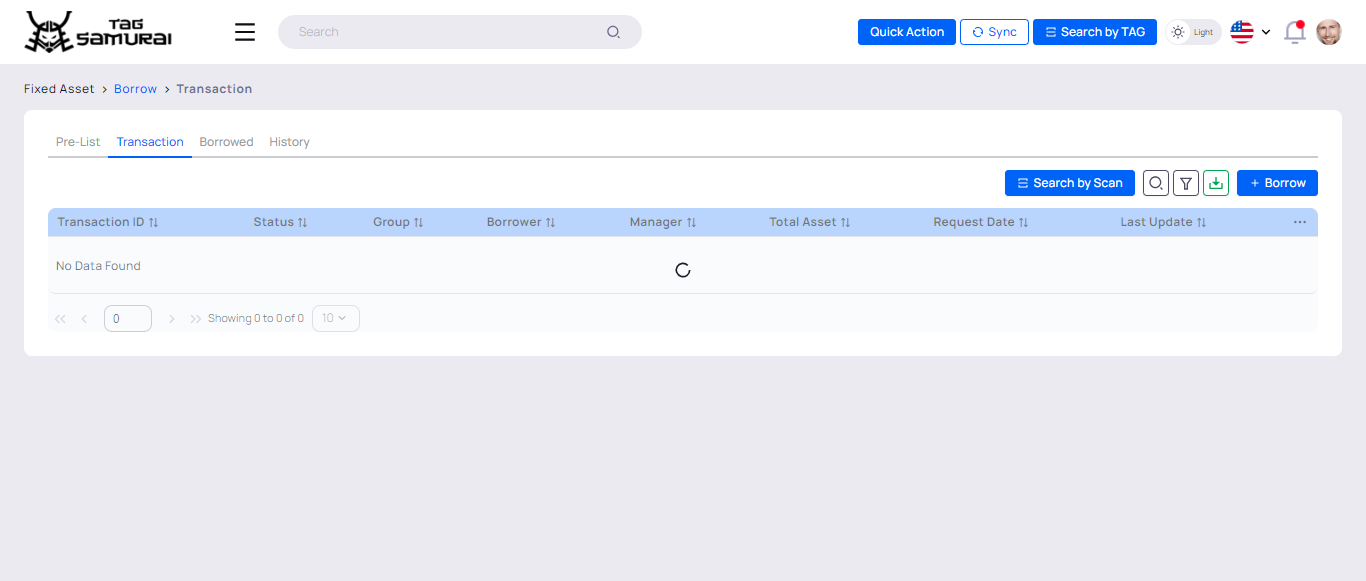 TAG SAMURAI
Search
Quick Action
Sync
Search by TAG
Light
Fixed Asset > Borrow > Transaction
Pre-List
Transaction
Borrowed
History
Search by Scan
+ Borrow
Transaction ID
Status
Group
Borrower
Manager
Total Asset
Request Date
Last Update
No Data Found
0
Showing 0 to 0 of 0
10